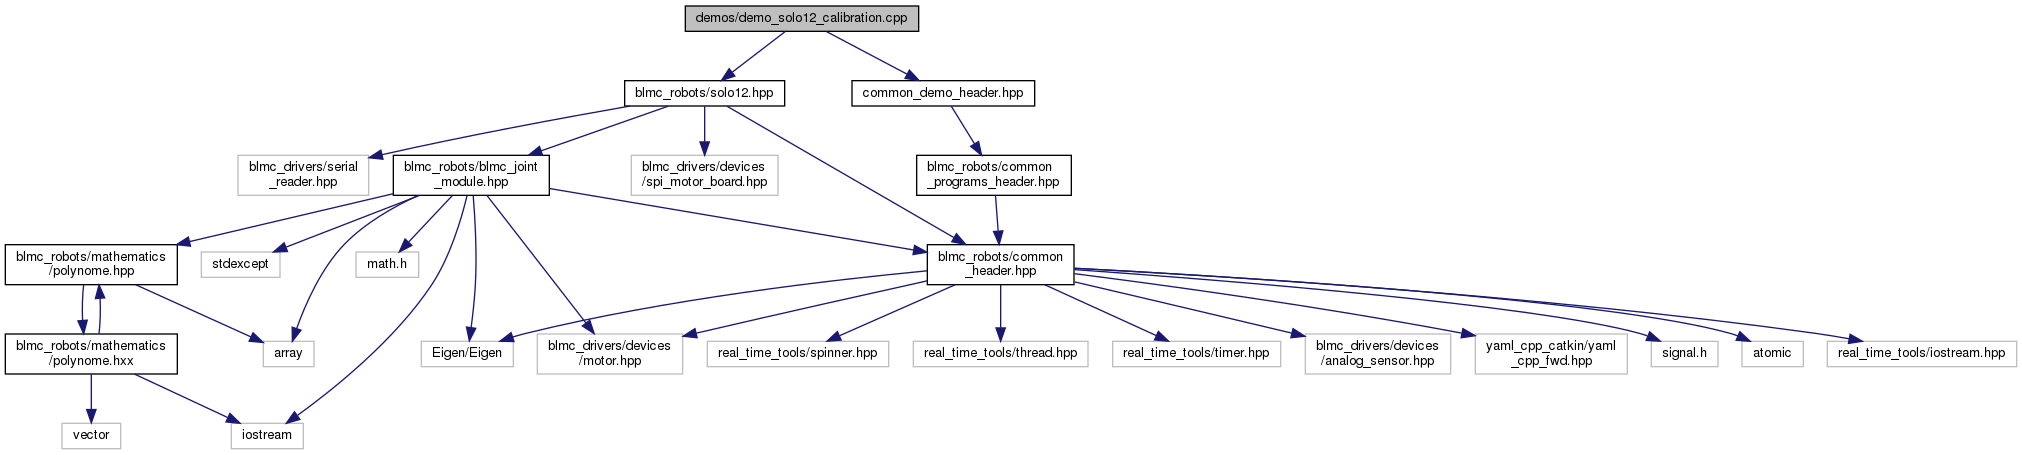 demos/demo_solo12_calibration.cpp
blmc_robots/solo12.hpp
common_demo_header.hpp
blmc_drivers/serial
_reader.hpp
blmc_robots/blmc_joint
_module.hpp
blmc_drivers/devices
/spi_motor_board.hpp
blmc_robots/common
_programs_header.hpp
blmc_robots/mathematics
/polynome.hpp
stdexcept
math.h
blmc_robots/common
_header.hpp
blmc_robots/mathematics
/polynome.hxx
array
Eigen/Eigen
blmc_drivers/devices
/motor.hpp
real_time_tools/spinner.hpp
real_time_tools/thread.hpp
real_time_tools/timer.hpp
blmc_drivers/devices
/analog_sensor.hpp
yaml_cpp_catkin/yaml
_cpp_fwd.hpp
signal.h
atomic
real_time_tools/iostream.hpp
vector
iostream